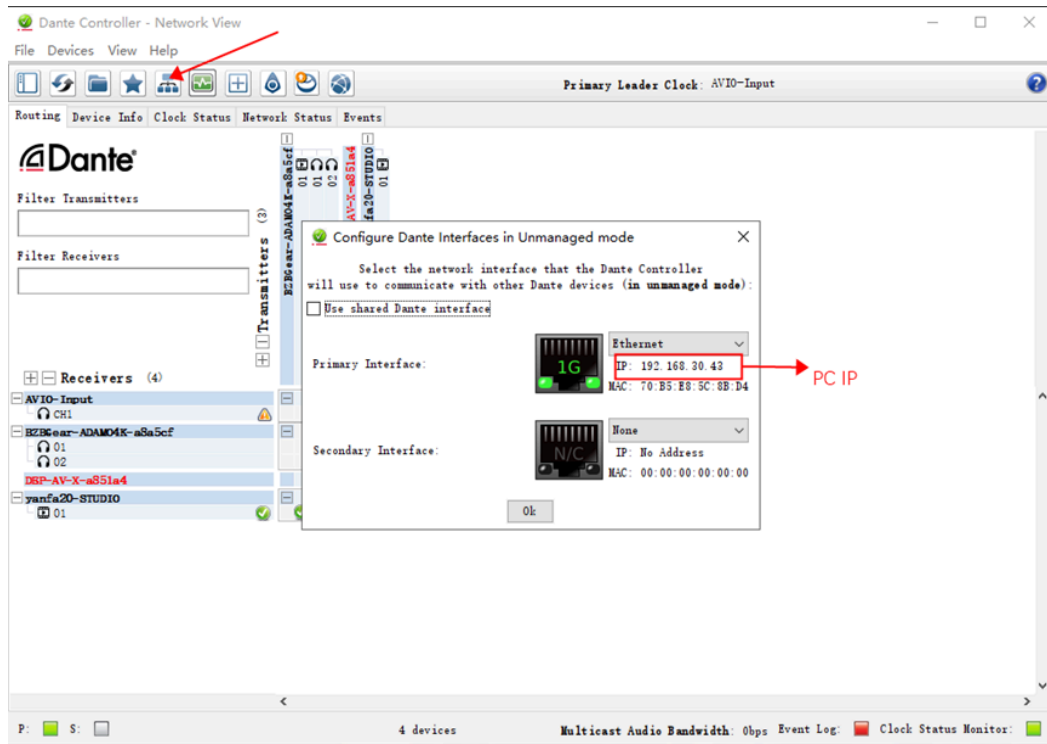 Dante Controller - Network View
File Devices View Help
Primary Leader Clock: AVIO-Input
?
Routing Device Info Clock Status Network Status Events
Dante
Filter Transmitters
Filter Receivers
Transmitters (3)
BZBGear-ADAMO4K-a8a5cf
01
01
02
AV-X-a851a4
fa20-STUDIO
01
Receivers (4)
AVIO-Input
CH1
BZBGear-ADAMO4K-a8a5cf
01
02
DSP-AV-X-a851a4
yanfa20-STUDIO
01
Configure Dante Interfaces in Unmanaged mode
Select the network interface that the Dante Controller
will use to communicate with other Dante devices (in unmanaged mode):
Use shared Dante interface
Primary Interface:
1G
Ethernet
IP: 192.168.30.43
MAC: 70:B5:E8:5C:8B:D4
PC IP
Secondary Interface:
N/C
None
IP: No Address
MAC: 00:00:00:00:00:00
Ok
P: S: 4 devices Multicast Audio Bandwidth: 0bps Event Log: Clock Status Monitor: